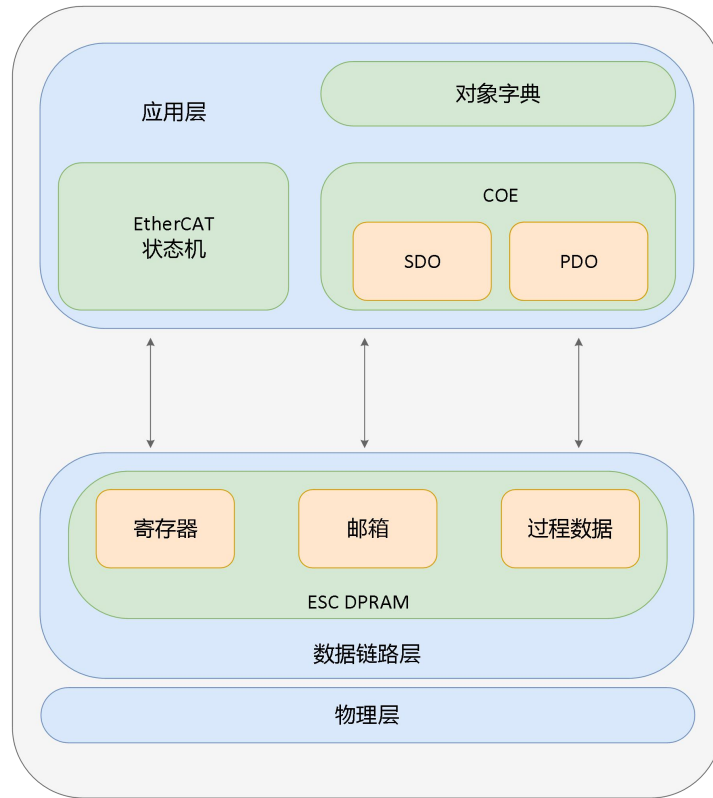 应用层
对象字典
EtherCAT
状态机
COE
SDO
PDO
寄存器
邮箱
过程数据
ESC DPRAM
数据链路层
物理层